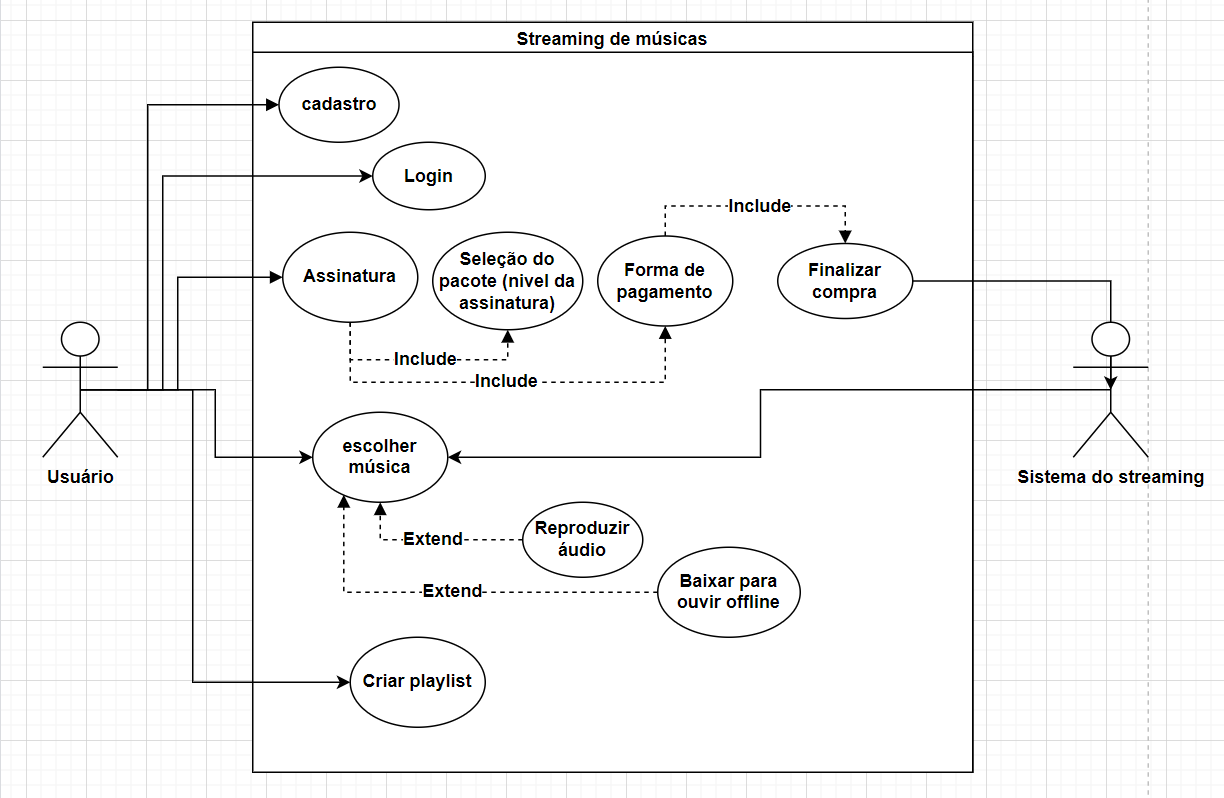 Streaming de músicas
cadastro
Login
Include
Assinatura
Seleção do
pacote (nivel da
assinatura)
Forma de
pagamento
Finalizar
compra
Include
Include
escolher
música
Usuário
Sistema do streaming
Extend
Reproduzir
áudio
Extend
Baixar para
ouvir offline
Criar playlist